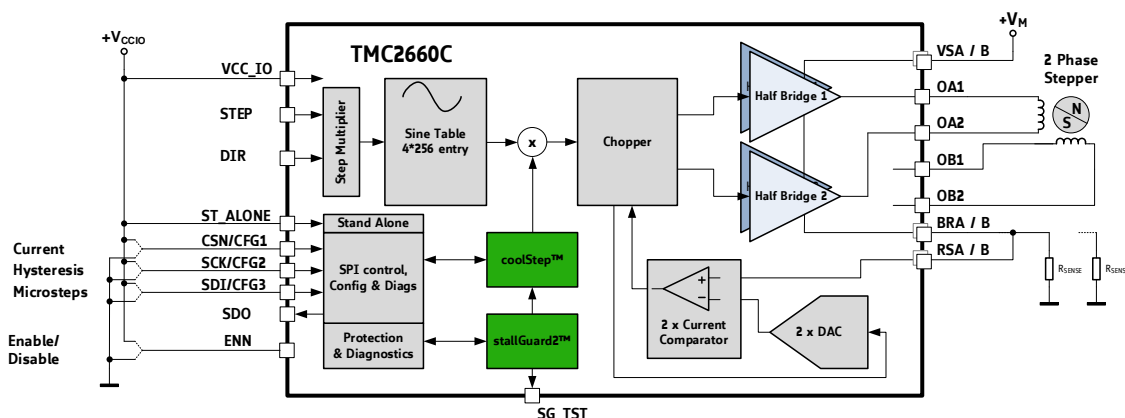 +VCCIO
TMC2660C
+VM
VCC_IO
STEP
DIR
ST_ALONE
CSN/CFG1
SCK/CFG2
SDI/CFG3
SDO
ENN
Current
Hysteresis
Microsteps
Enable/
Disable
Step Multiplier
Sine Table
4*256 entry
x
Chopper
Half Bridge 1
Half Bridge 2
Stand Alone
SPI control,
Config & Diags
Protection
& Diagnostics
coolStep™
stallGuard2™
+
−
2 x Current
Comparator
2 x DAC
SG_TST
VSA / B
OA1
OA2
OB1
OB2
BRA / B
RSA / B
2 Phase
Stepper
N
S
RSENSE
RSENSE